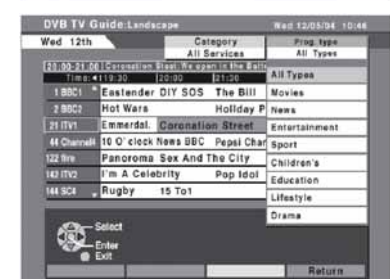 DVB TV Guide:Landscape Wed 12/05/04 10:46
Wed 12th Category Prog. type
All Services All Types
20:00-21:00 Coronation Steet:We open in the
Time: 19:30 20:00 21:30 All Types
1 BBC1 Eastender DIY SOS The Bill Movies
2 BBC2 Hot Wars Holiday P News
21 ITV1 Emmerdal. Coronation Street Entertainment
44 Channel4 10 O'clock News BBC Pepsi Char Sport
122 five Panorama Sex And The City Children's
142 ITV2 I'm A Celebrity Pop Idol Education
144 SC4 Rugby 15 To1 Lifestyle
Drama
Select
Enter
Exit
Return